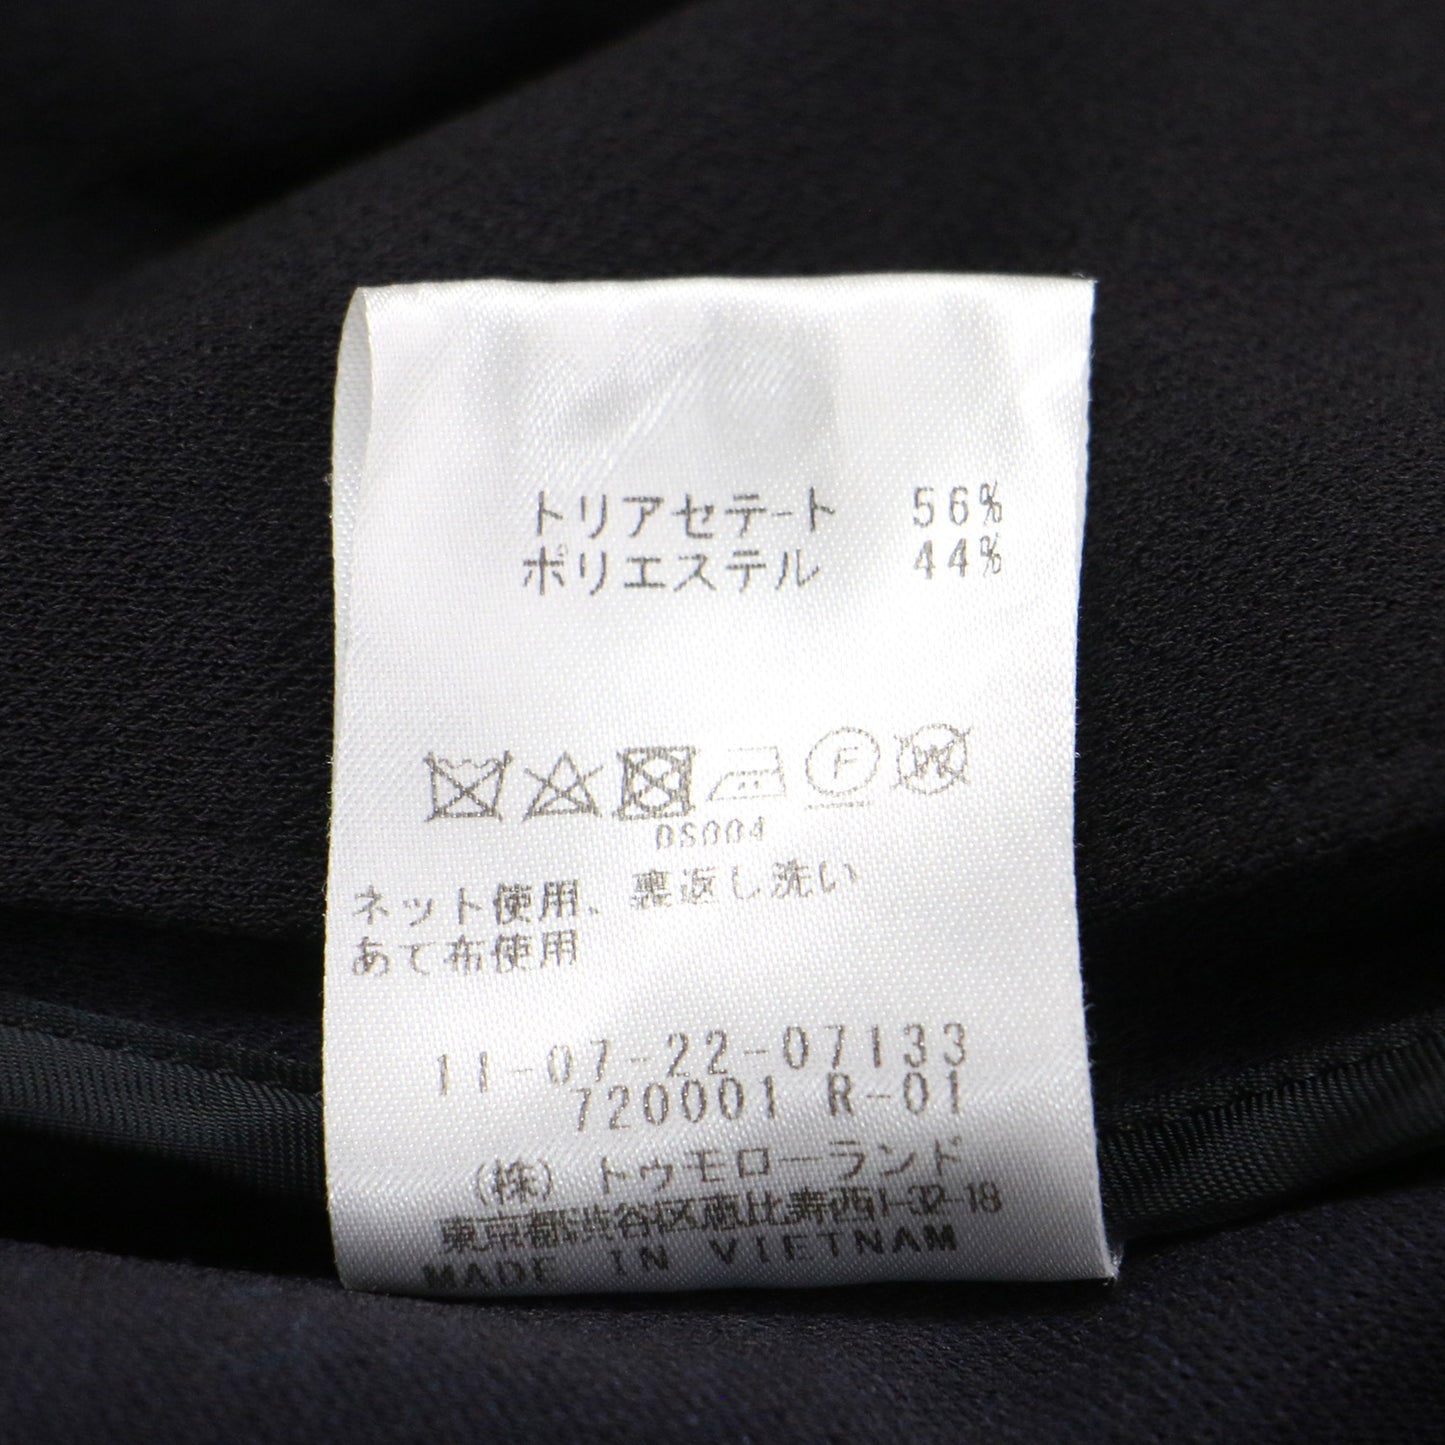 トリアセテート 56%
ポリエステル 44%
F W
DS004
ネット使用、裏返し洗い
あて布使用
11-07-22-07133
720001 R-01
(株) トゥモローランド
東京都渋谷区恵比寿西1-32-18
MADE IN VIETNAM